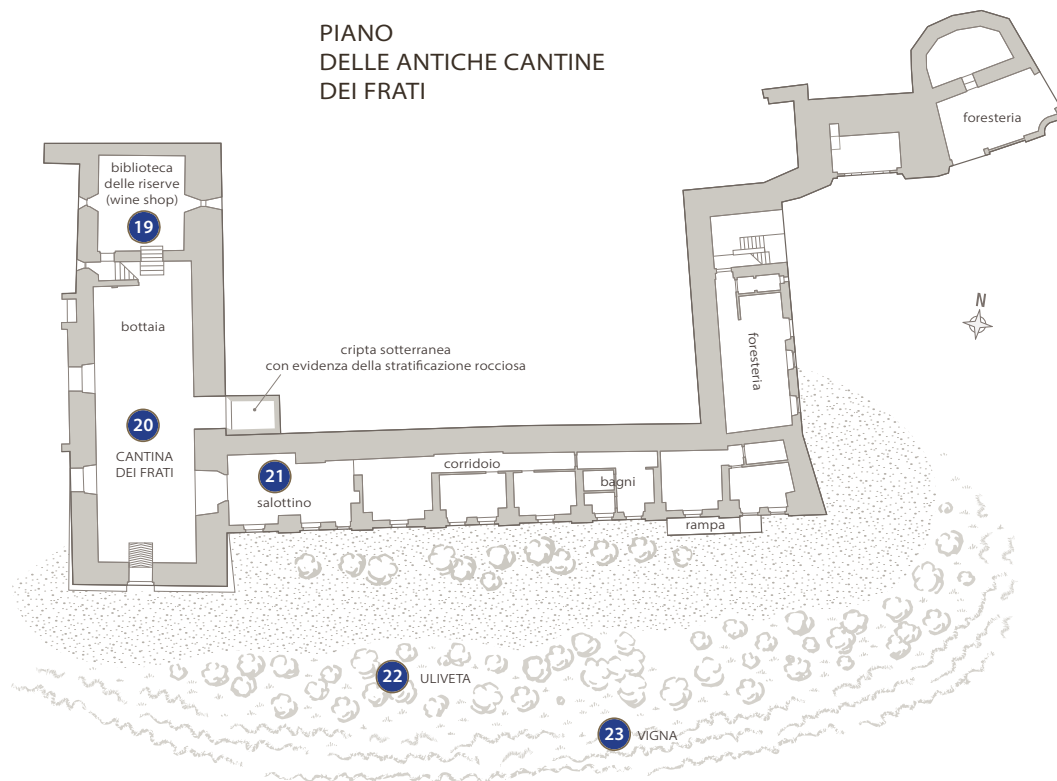 PIANO
DELLE ANTICHE CANTINE
DEI FRATI
foresteria
biblioteca
delle riserve
(wine shop)
19
N
bottaia
foresteria
cripta sotterranea
con evidenza della stratificazione rocciosa
20
CANTINA
DEI FRATI
corridoio
21
salottino
bagni
rampa
22 ULIVETA
23 VIGNA